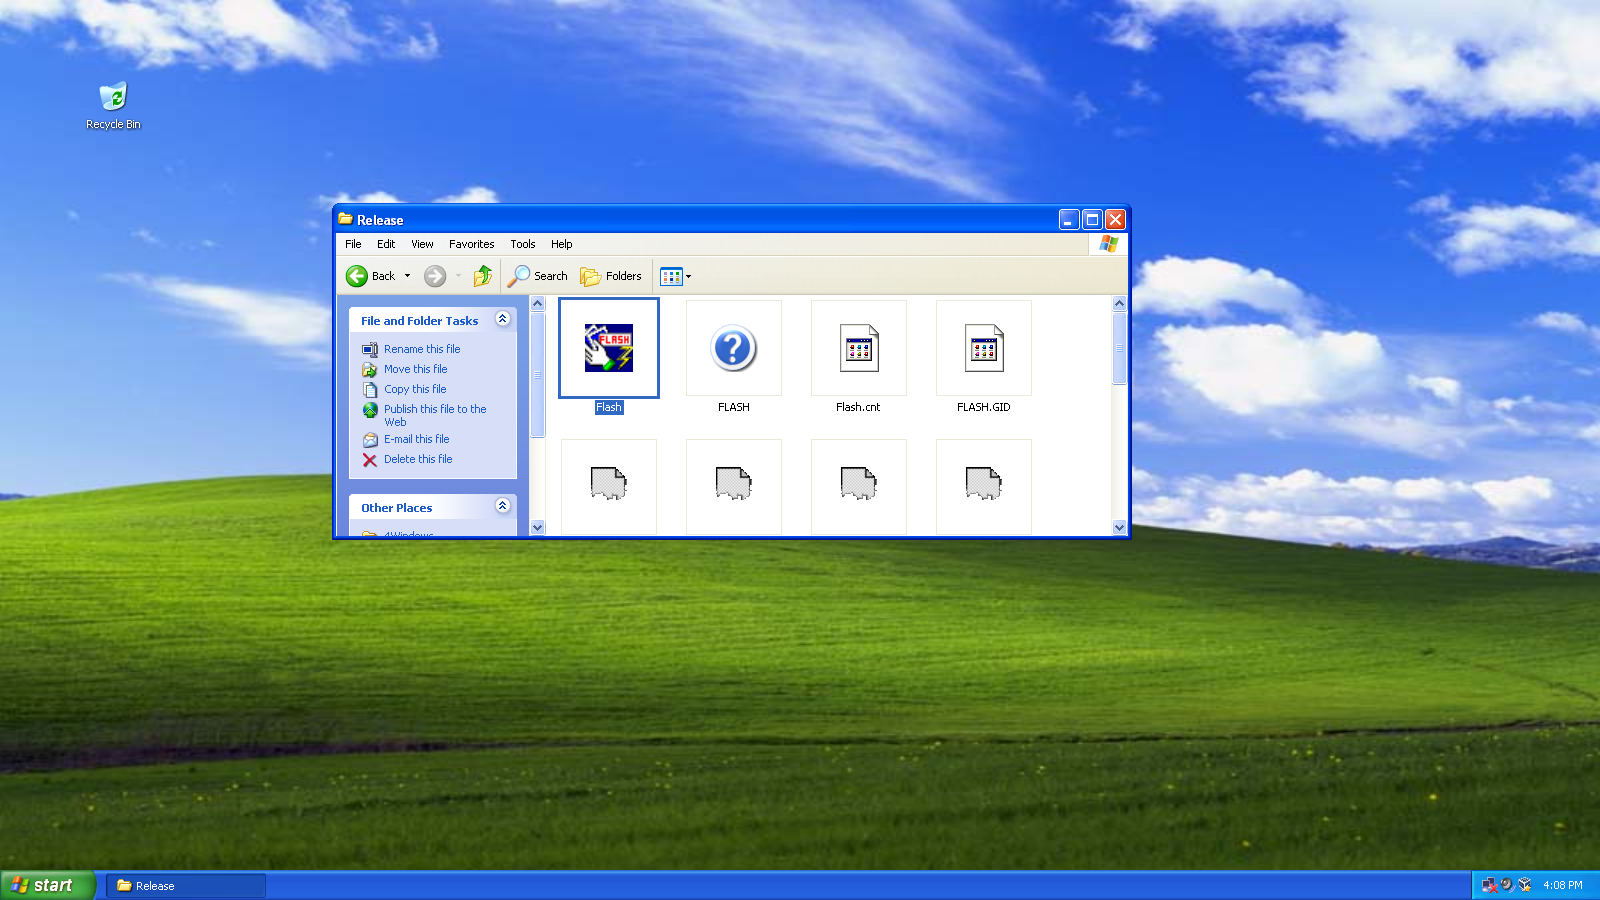 Recycle Bin
Release
File Edit View Favorites Tools Help
Back Search Folders
File and Folder Tasks
Rename this file
Move this file
Copy this file
Publish this file to the
Web
E-mail this file
Delete this file
Other Places
4Windows
FLASH
Flash FLASH Flash.cnt FLASH.GID
start Release 4:08 PM